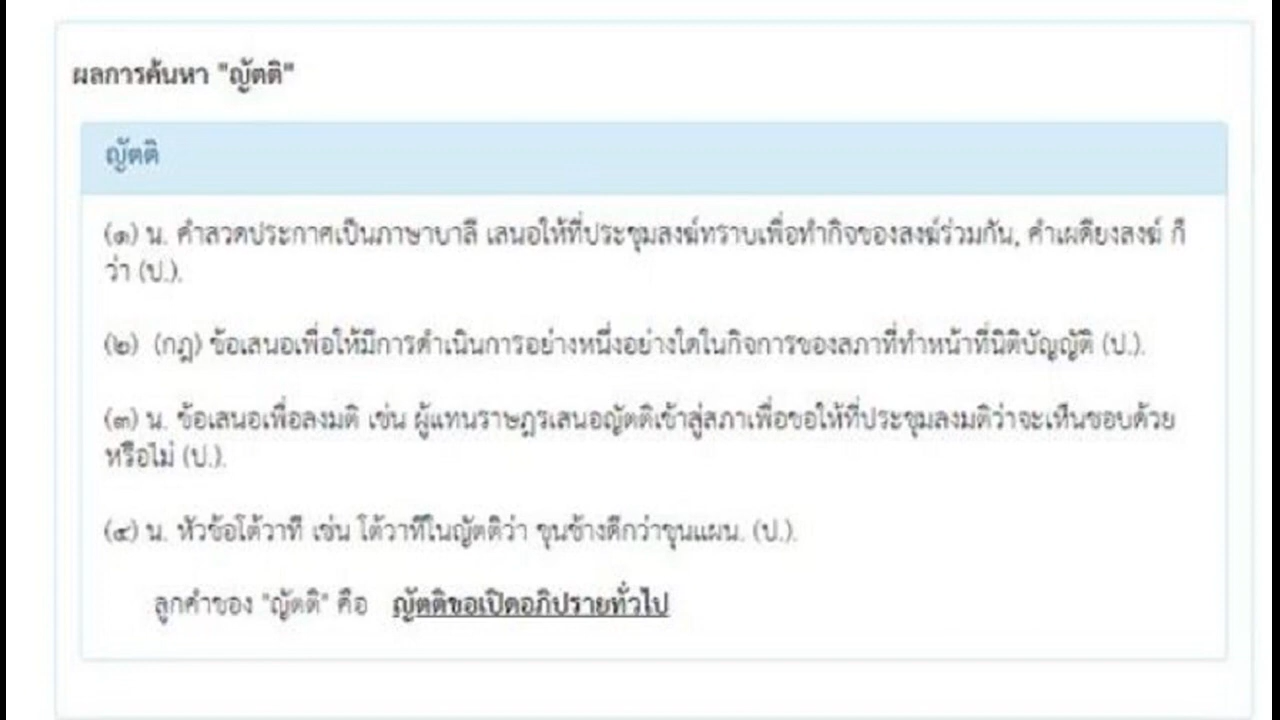 ผลการค้นหา "ญัตติ"
ญัตติ
(๑) น. คำสวดประกาศเป็นภาษาบาลี เสนอให้ที่ประชุมสงฆ์ทราบเพื่อทำกิจของสงฆ์ร่วมกัน, คำเผดียงสงฆ์ ก็
ว่า (ป.).
(๒) (กฎ) ข้อเสนอเพื่อให้มีการดำเนินการอย่างหนึ่งอย่างใดในกิจการของสภาที่ทำหน้าที่นิติบัญญัติ (ป.).
(๓) น. ข้อเสนอเพื่อลงมติ เช่น ผู้แทนราษฎรเสนอญัตติเข้าสู่สภาเพื่อขอให้ที่ประชุมลงมติว่าจะเห็นชอบด้วย
หรือไม่ (ป.).
(๔) น. หัวข้อโต้วาที เช่น โต้วาทีในญัตติว่า ขุนช้างดีกว่าขุนแผน. (ป.).
ลูกคำของ "ญัตติ" คือ ญัตติขอเปิดอภิปรายทั่วไป